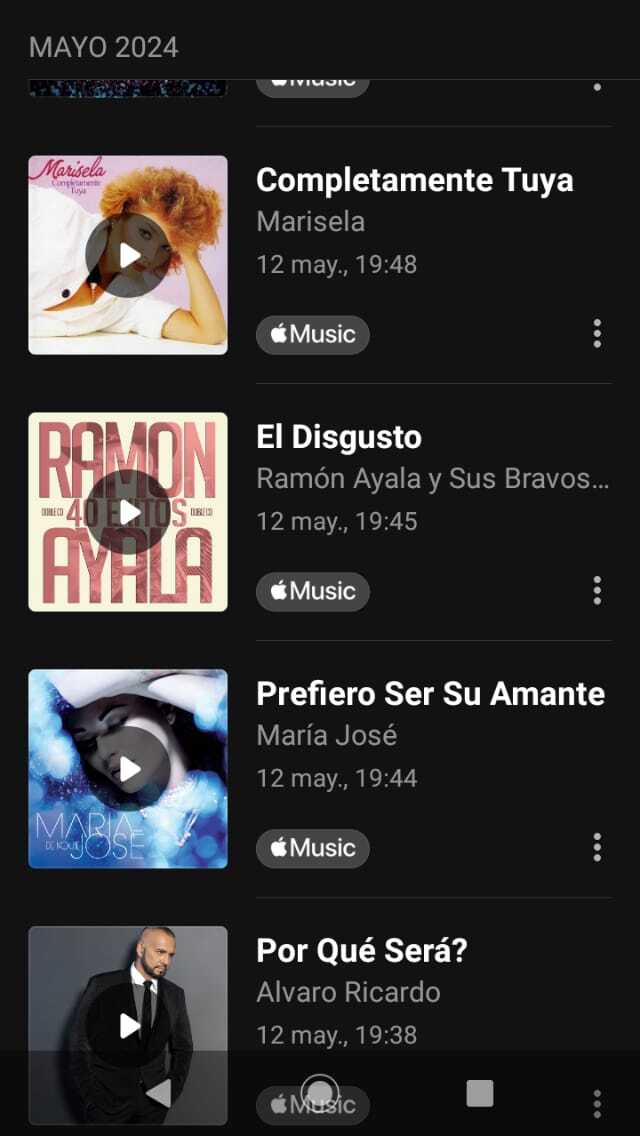 MAYO 2024
Music
Marisela
Completamente
Tuya
Completamente Tuya
Marisela
12 may., 19:48
Music
RAMON
DOBLE CD 40 EXITOS DOBLE CD
AYALA
El Disgusto
Ramón Ayala y Sus Bravos...
12 may., 19:45
Music
MARIA
DE NOCHE JOSE
Prefiero Ser Su Amante
María José
12 may., 19:44
Music
Por Qué Será?
Alvaro Ricardo
12 may., 19:38
Music